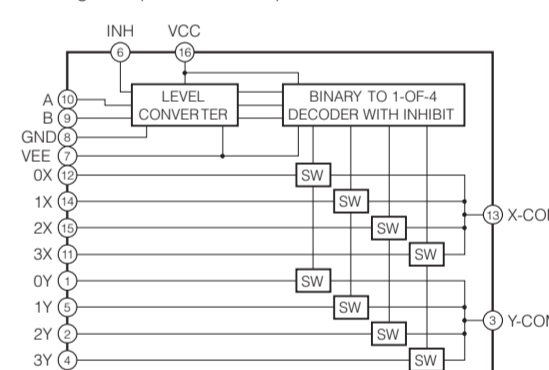 INH VCC
6 16
LEVEL CONVERTER
BINARY TO 1-OF-4 DECODER WITH INHIBIT
A 10
B 9
GND 8
VEE 7
0X 12 SW
1X 14 SW
13 X-COM
2X 15 SW
3X 11 SW
0Y 1 SW
1Y 5 SW
3 Y-COM
2Y 2 SW
3Y 4 SW